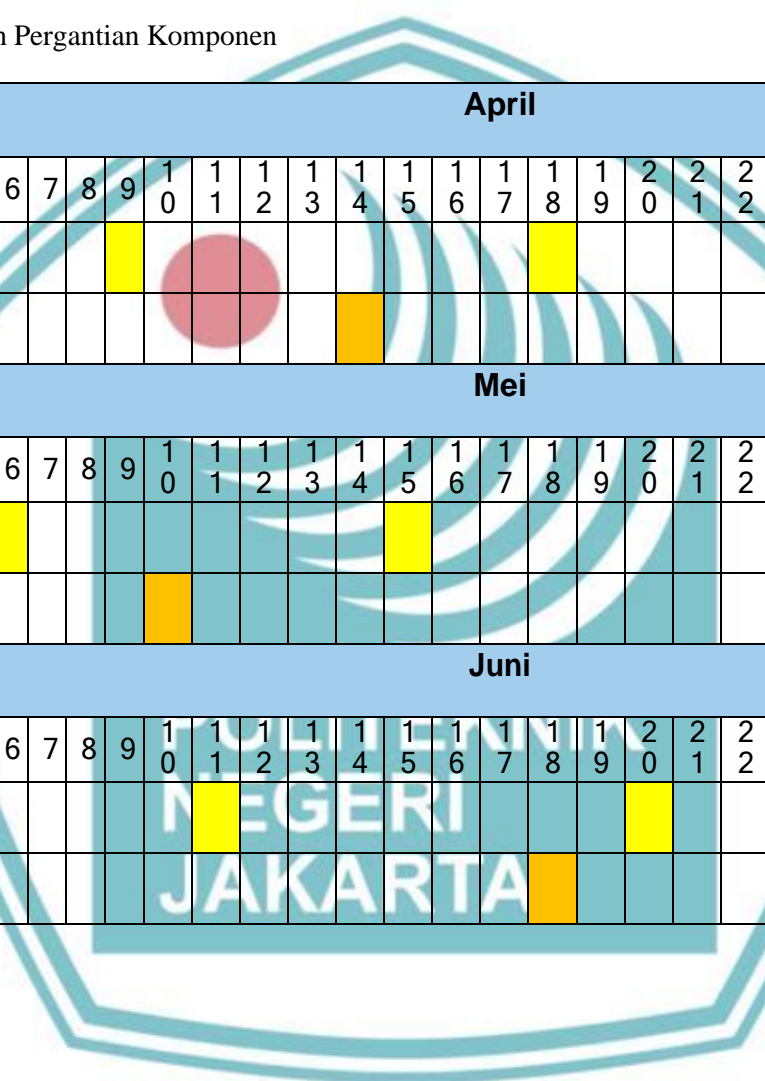 n Pergantian Komponen
April
6 7 8 9 10 11 12 13 14 15 16 17 18 19 20 21 22
Mei
6 7 8 9 10 11 12 13 14 15 16 17 18 19 20 21 22
Juni
6 7 8 9 10 11 12 13 14 15 16 17 18 19 20 21 22
POLITEKNIK
NEGERI
JAKARTA